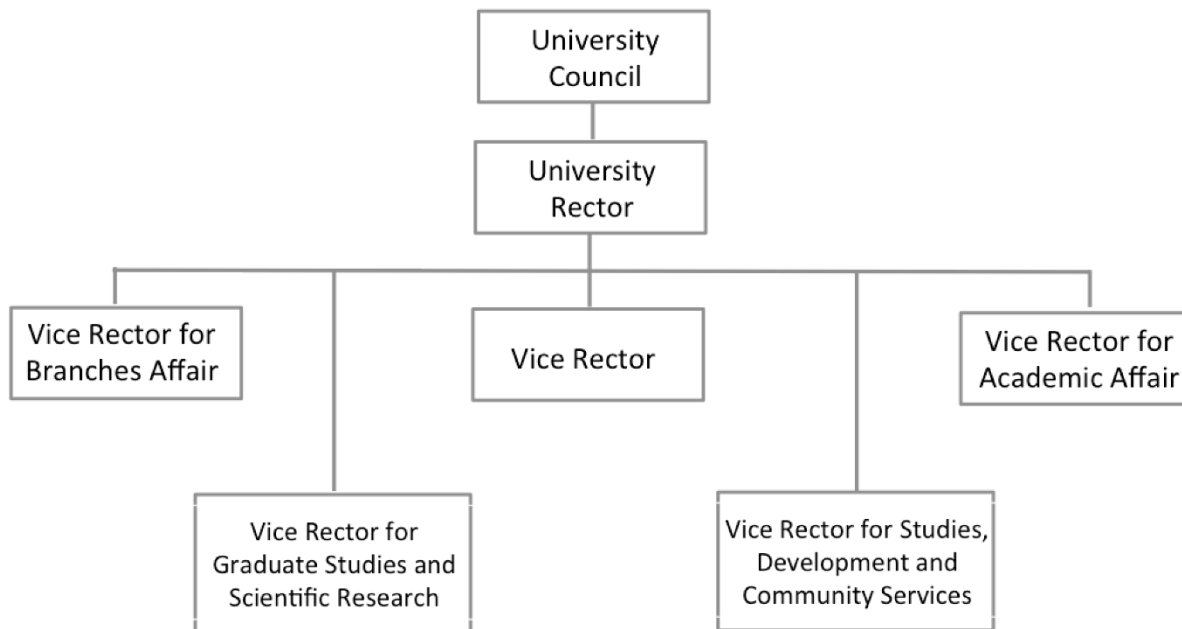 University
Council
University
Rector
Vice Rector for
Branches Affair
Vice Rector
Vice Rector for
Academic Affair
Vice Rector for
Graduate Studies and
Scientific Research
Vice Rector for Studies,
Development and
Community Services